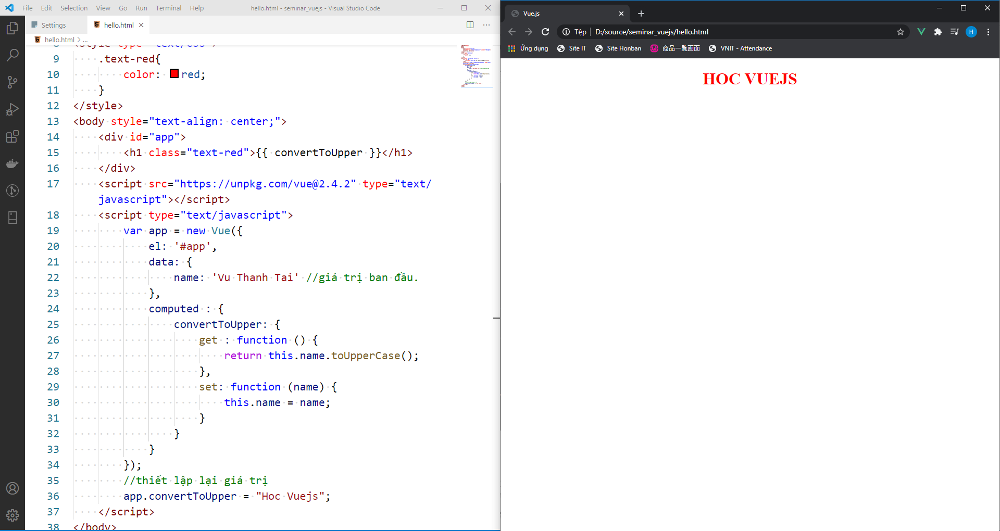 File Edit Selection View Go Run Terminal Help hello.html - seminar_vuejs - Visual Studio Code
Settings hello.html
hello.html > ...
8 <style type="text/css">
9 .text-red{
10 color: red;
11 }
12 </style>
13 <body style="text-align: center;">
14 <div id="app">
15 <h1 class="text-red">{{ convertToUpper }}</h1>
16 </div>
17 <script src="https://unpkg.com/vue@2.4.2" type="text/
javascript"></script>
18 <script type="text/javascript">
19 var app = new Vue({
20 el: '#app',
21 data: {
22 name: 'Vu Thanh Tai' //giá trị ban đầu.
23 },
24 computed : {
25 convertToUpper: {
26 get : function () {
27 return this.name.toUpperCase();
28 },
29 set: function (name) {
30 this.name = name;
31 }
32 }
33 }
34 });
35 //thiết lập lại giá trị
36 app.convertToUpper = "Hoc Vuejs";
37 </script>
38 </body>
Vue.js
Tệp D:/source/seminar_vuejs/hello.html H
Ứng dụng Site IT Site Honban 商品一覧画面 VNIT - Attendance
HOC VUEJS